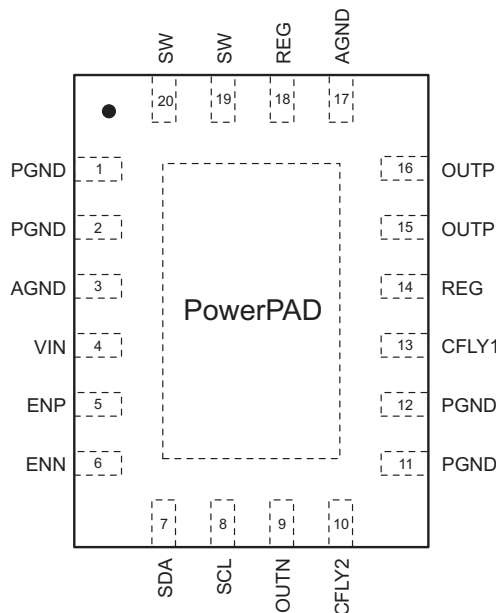 SW SW REG AGND
20 19 18 17
PGND 1 16 OUTP
PGND 2 15 OUTP
AGND 3 14 REG
PowerPAD
VIN 4 13 CFLY1
ENP 5 12 PGND
ENN 6 11 PGND
7 8 9 10
SDA SCL OUTN CFLY2